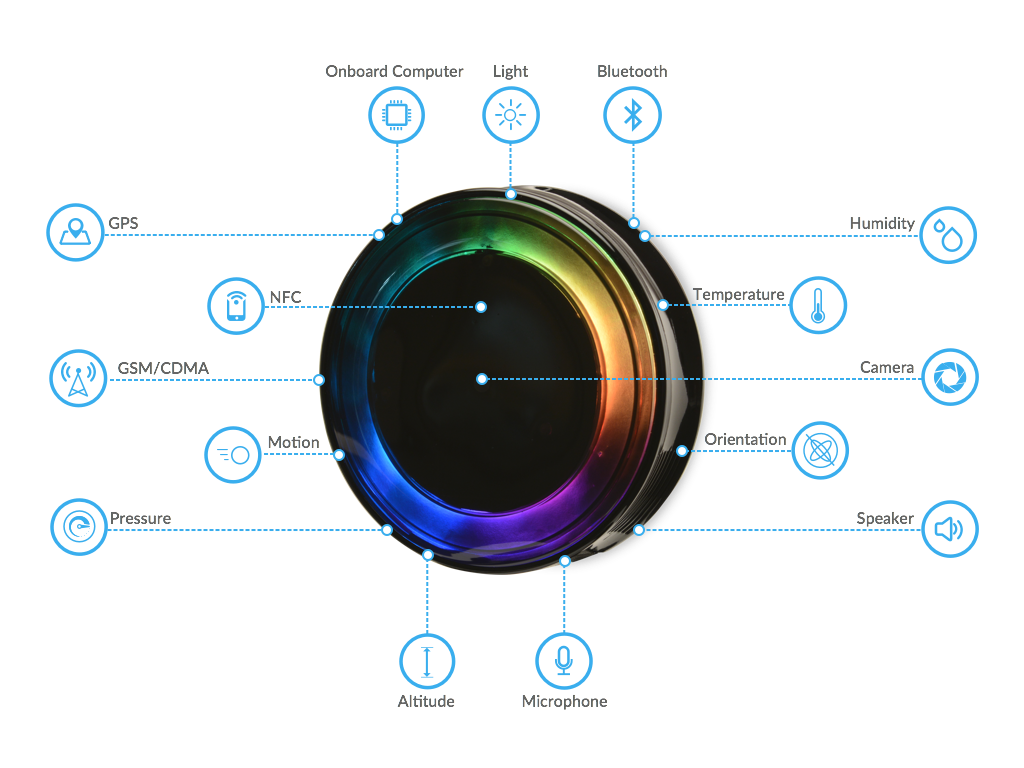 Onboard Computer
Light
Bluetooth
GPS
Humidity
NFC
Temperature
GSM/CDMA
Camera
Motion
Orientation
Pressure
Speaker
Altitude
Microphone